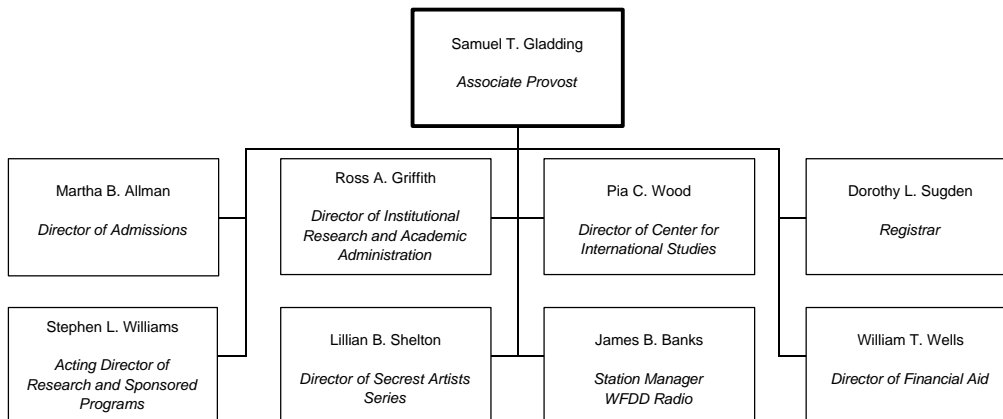 Samuel T. Gladding
Associate Provost
Martha B. Allman
Director of Admissions
Ross A. Griffith
Director of Institutional
Research and Academic
Administration
Pia C. Wood
Director of Center for
International Studies
Dorothy L. Sugden
Registrar
Stephen L. Williams
Acting Director of
Research and Sponsored
Programs
Lillian B. Shelton
Director of Secrest Artists
Series
James B. Banks
Station Manager
WFDD Radio
William T. Wells
Director of Financial Aid